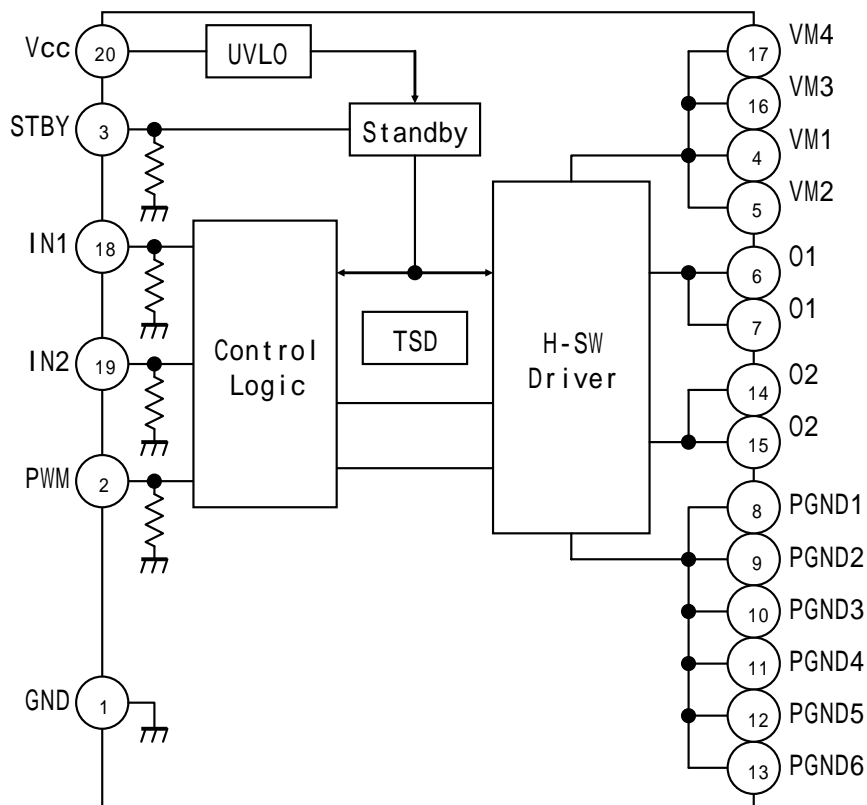 Vcc
20
UVLO
17
VM4
16
VM3
STBY
3
Standby
4
VM1
5
VM2
IN1
18
6
O1
7
O1
TSD
IN2
19
Control
Logic
H-SW
Driver
14
O2
15
O2
PWM
2
8
PGND1
9
PGND2
10
PGND3
11
PGND4
GND
1
12
PGND5
13
PGND6